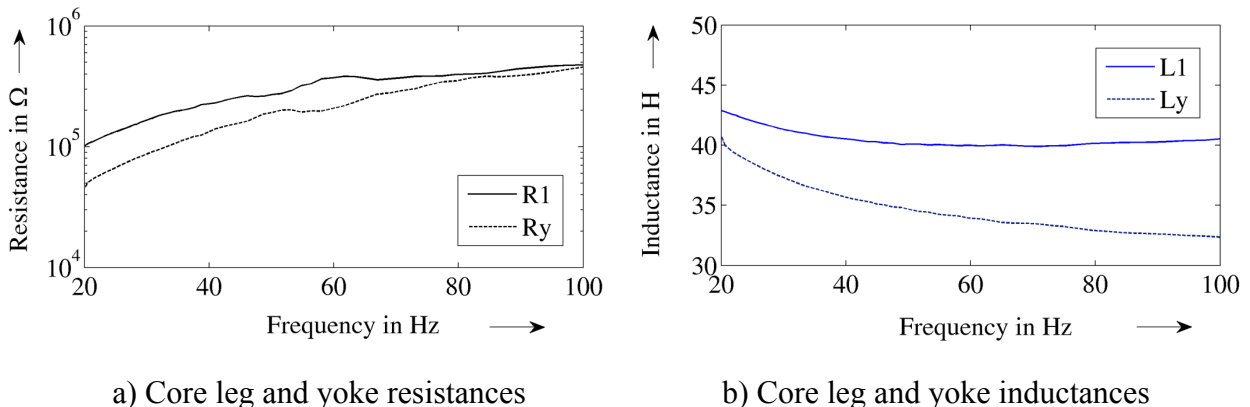 10^6
10^5
10^4
Resistance in Ω
R1
Ry
20 40 60 80 100
Frequency in Hz
a) Core leg and yoke resistances
50
45
40
35
30
Inductance in H
L1
Ly
20 40 60 80 100
Frequency in Hz
b) Core leg and yoke inductances